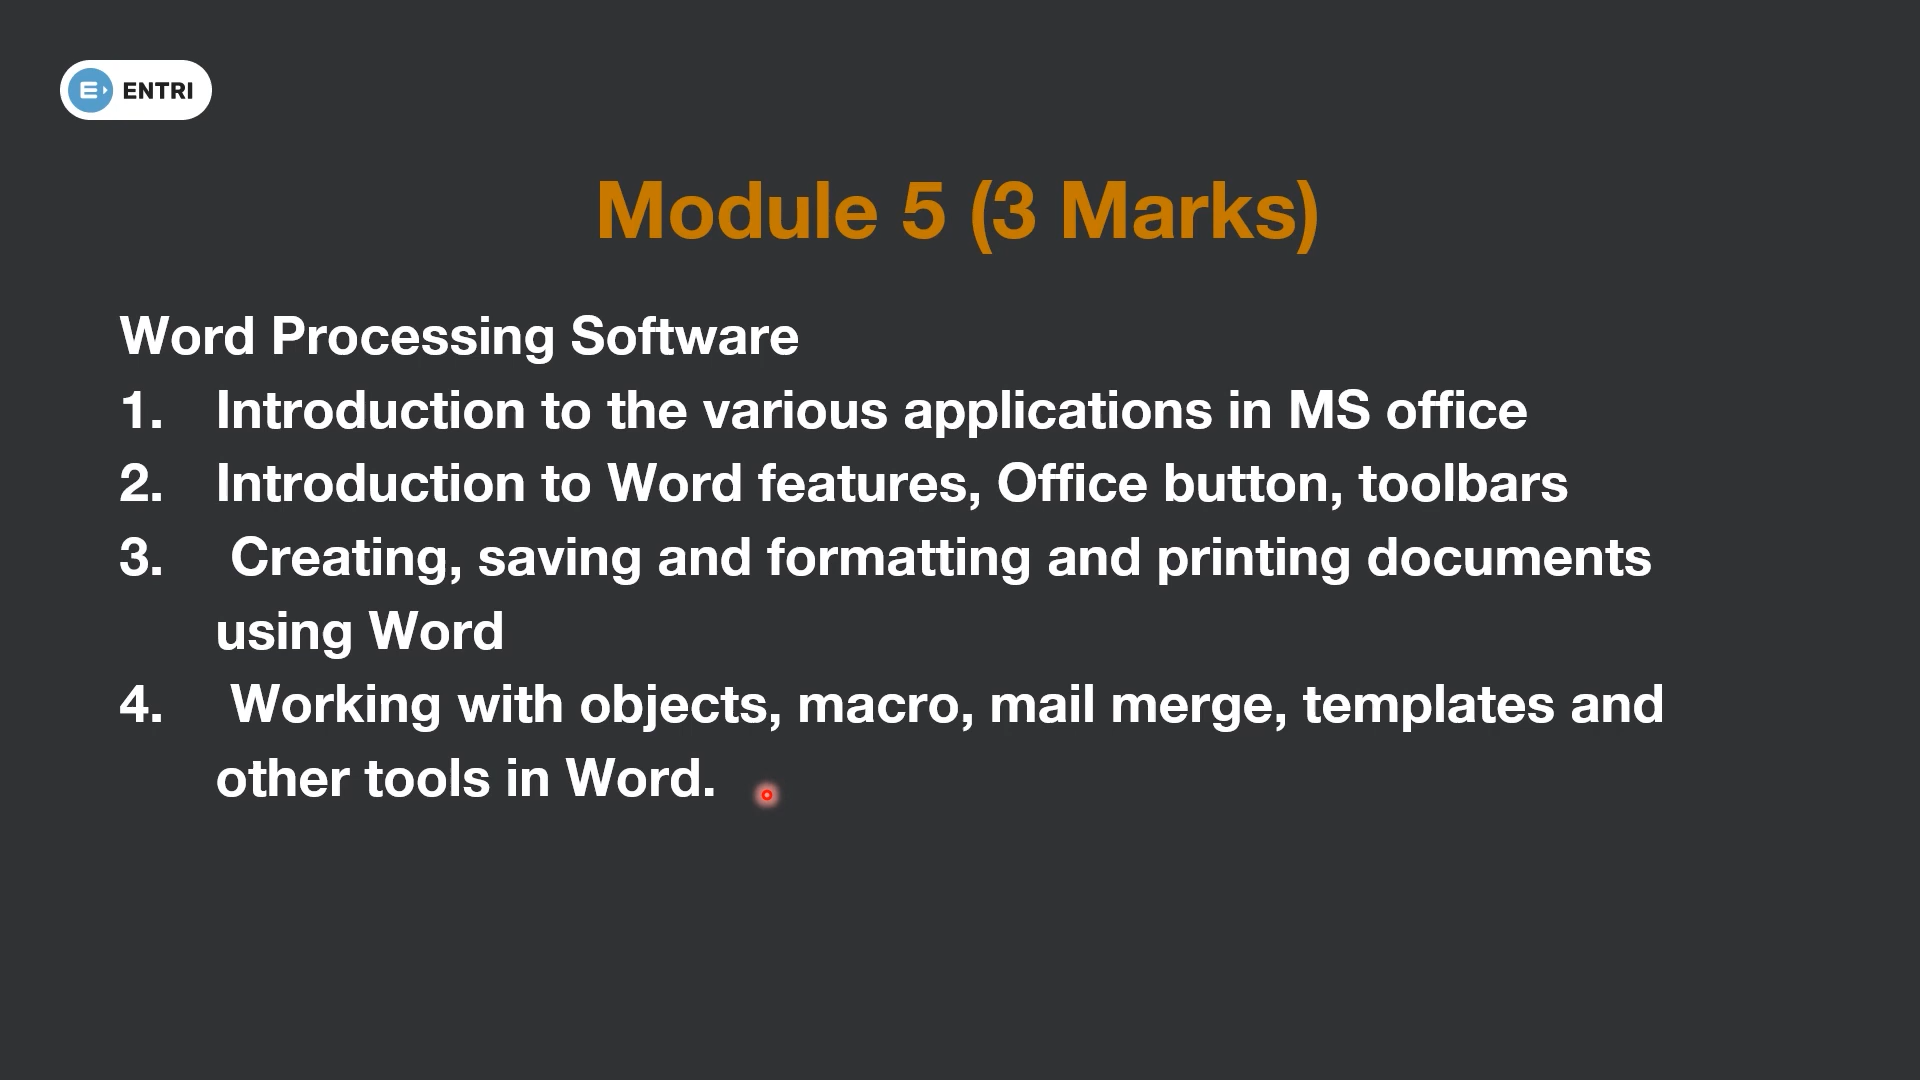 ENTRI
Module 5 (3 Marks)
Word Processing Software
1. Introduction to the various applications in MS office
2. Introduction to Word features, Office button, toolbars
3. Creating, saving and formatting and printing documents
using Word
4. Working with objects, macro, mail merge, templates and
other tools in Word.